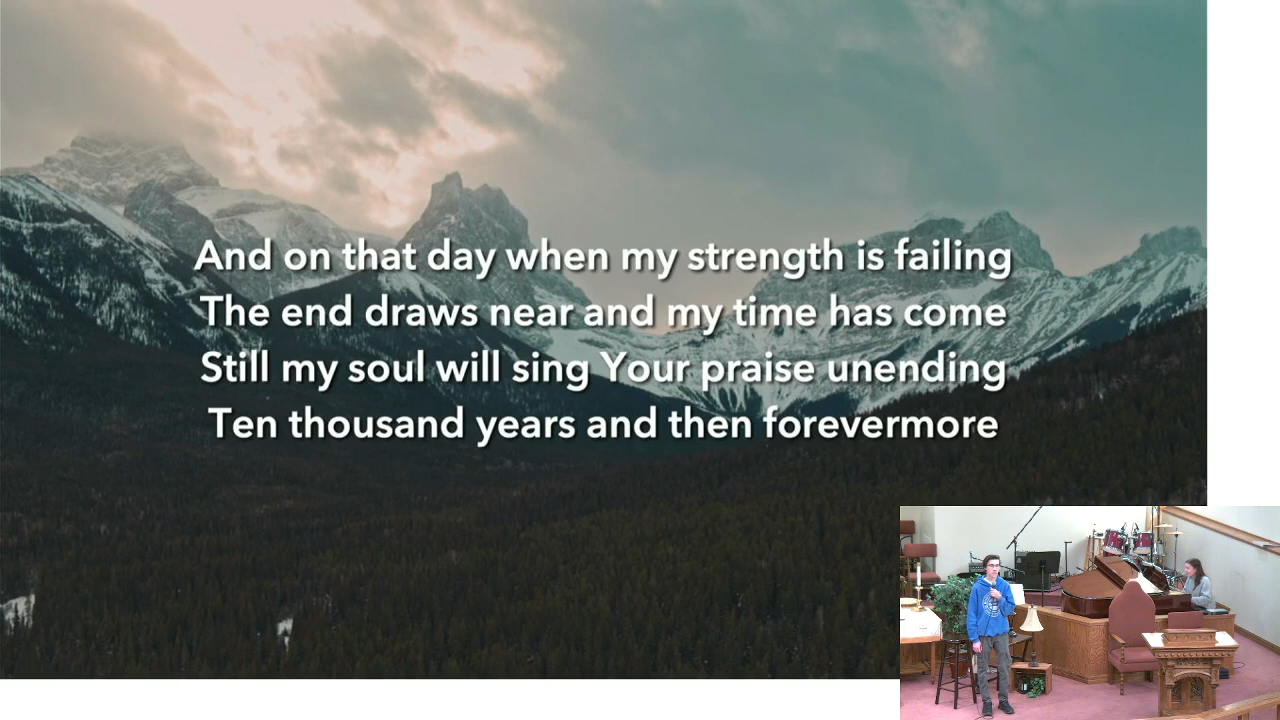 And on that day when my strength is failing
The end draws near and my time has come
Still my soul will sing Your praise unending
Ten thousand years and then forevermore